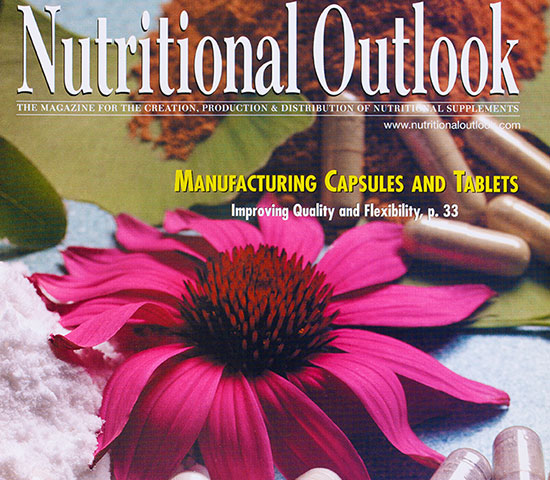 Nutritional Outlook
THE MAGAZINE FOR THE CREATION, PRODUCTION & DISTRIBUTION OF NUTRITIONAL SUPPLEMENTS
www.nutritionaloutlook.com
MANUFACTURING CAPSULES AND TABLETS
Improving Quality and Flexibility, p. 33